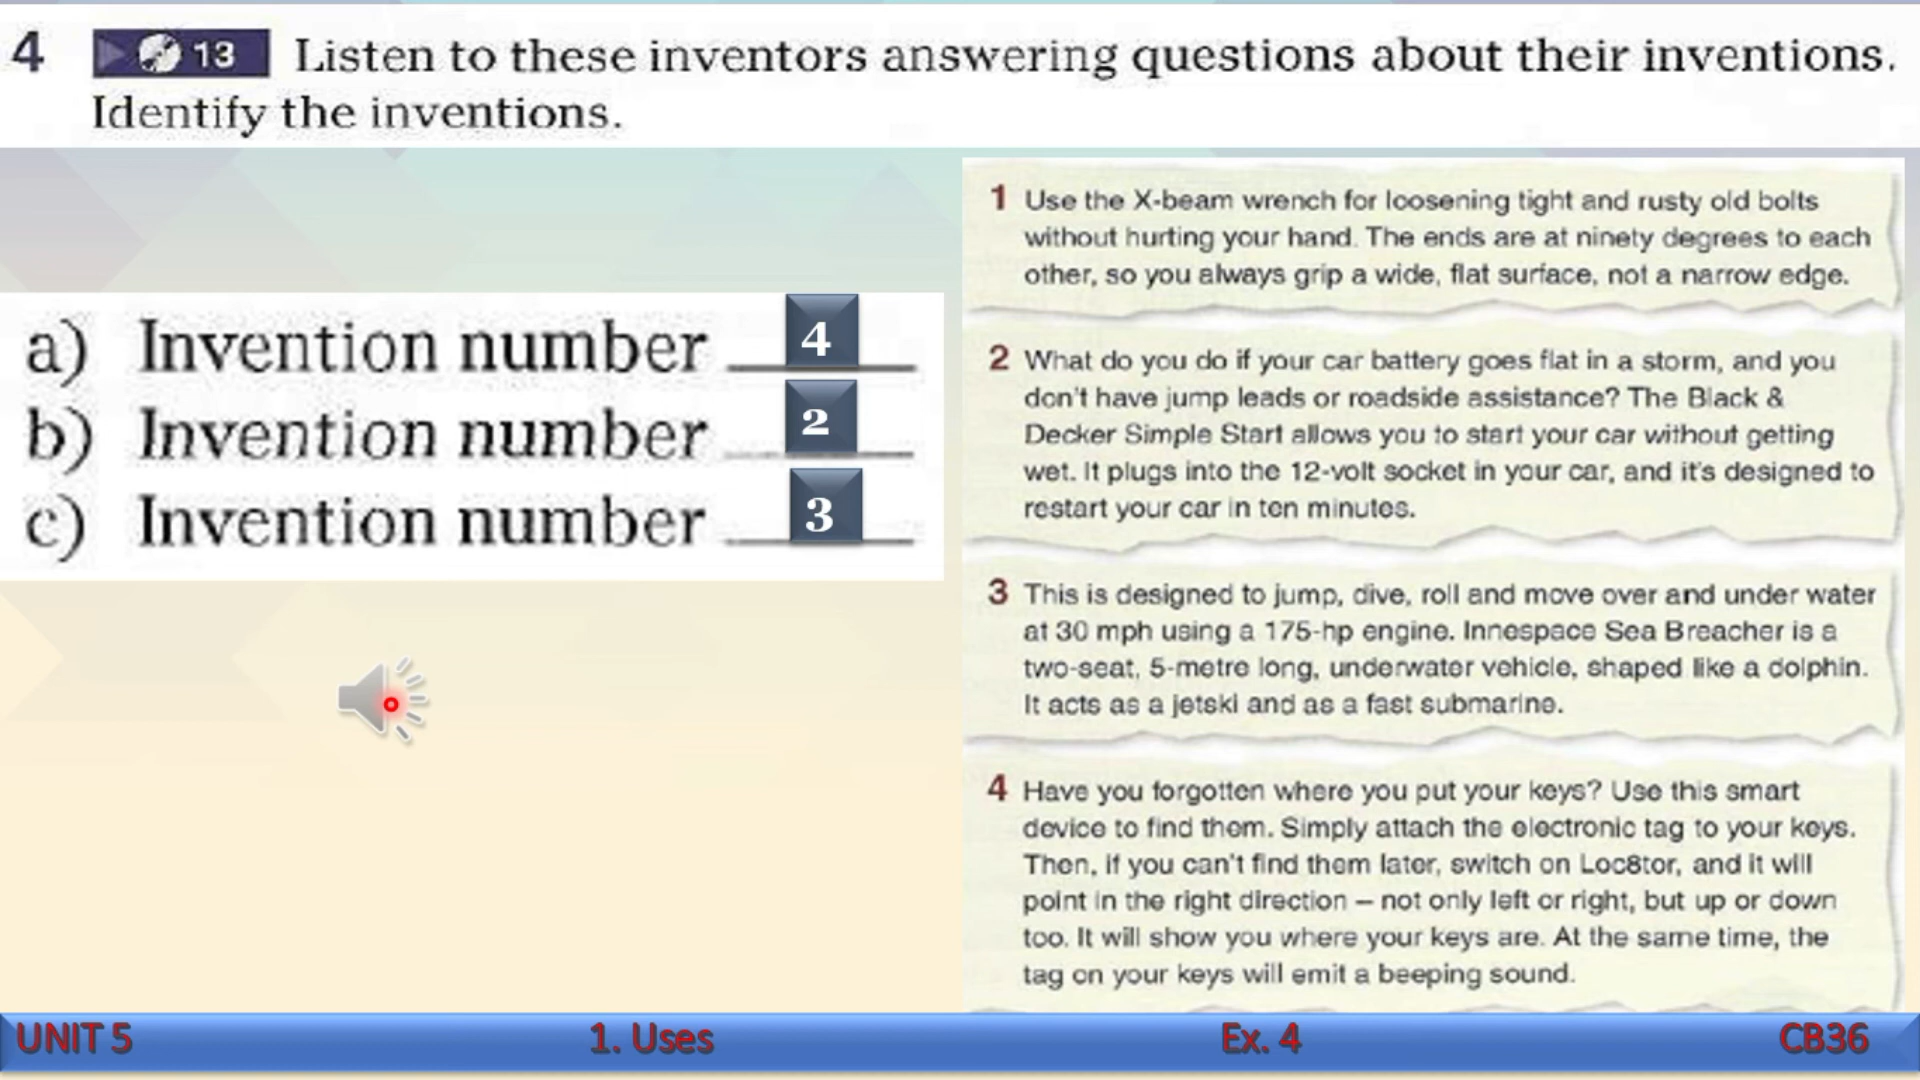 4 13 Listen to these inventors answering questions about their inventions.
Identify the inventions.
a) Invention number 4
b) Invention number 2
c) Invention number 3
1 Use the X-beam wrench for loosening tight and rusty old bolts
without hurting your hand. The ends are at ninety degrees to each
other, so you always grip a wide, flat surface, not a narrow edge.
2 What do you do if your car battery goes flat in a storm, and you
don't have jump leads or roadside assistance? The Black &
Decker Simple Start allows you to start your car without getting
wet. It plugs into the 12-volt socket in your car, and it's designed to
restart your car in ten minutes.
3 This is designed to jump, dive, roll and move over and under water
at 30 mph using a 175-hp engine. Innespace Sea Breacher is a
two-seat, 5-metre long, underwater vehicle, shaped like a dolphin.
It acts as a jetski and as a fast submarine.
4 Have you forgotten where you put your keys? Use this smart
device to find them. Simply attach the electronic tag to your keys.
Then, if you can't find them later, switch on Loc8tor, and it will
point in the right direction – not only left or right, but up or down
too. It will show you where your keys are. At the same time, the
tag on your keys will emit a beeping sound.
UNIT 5 1. Uses Ex. 4 CB36